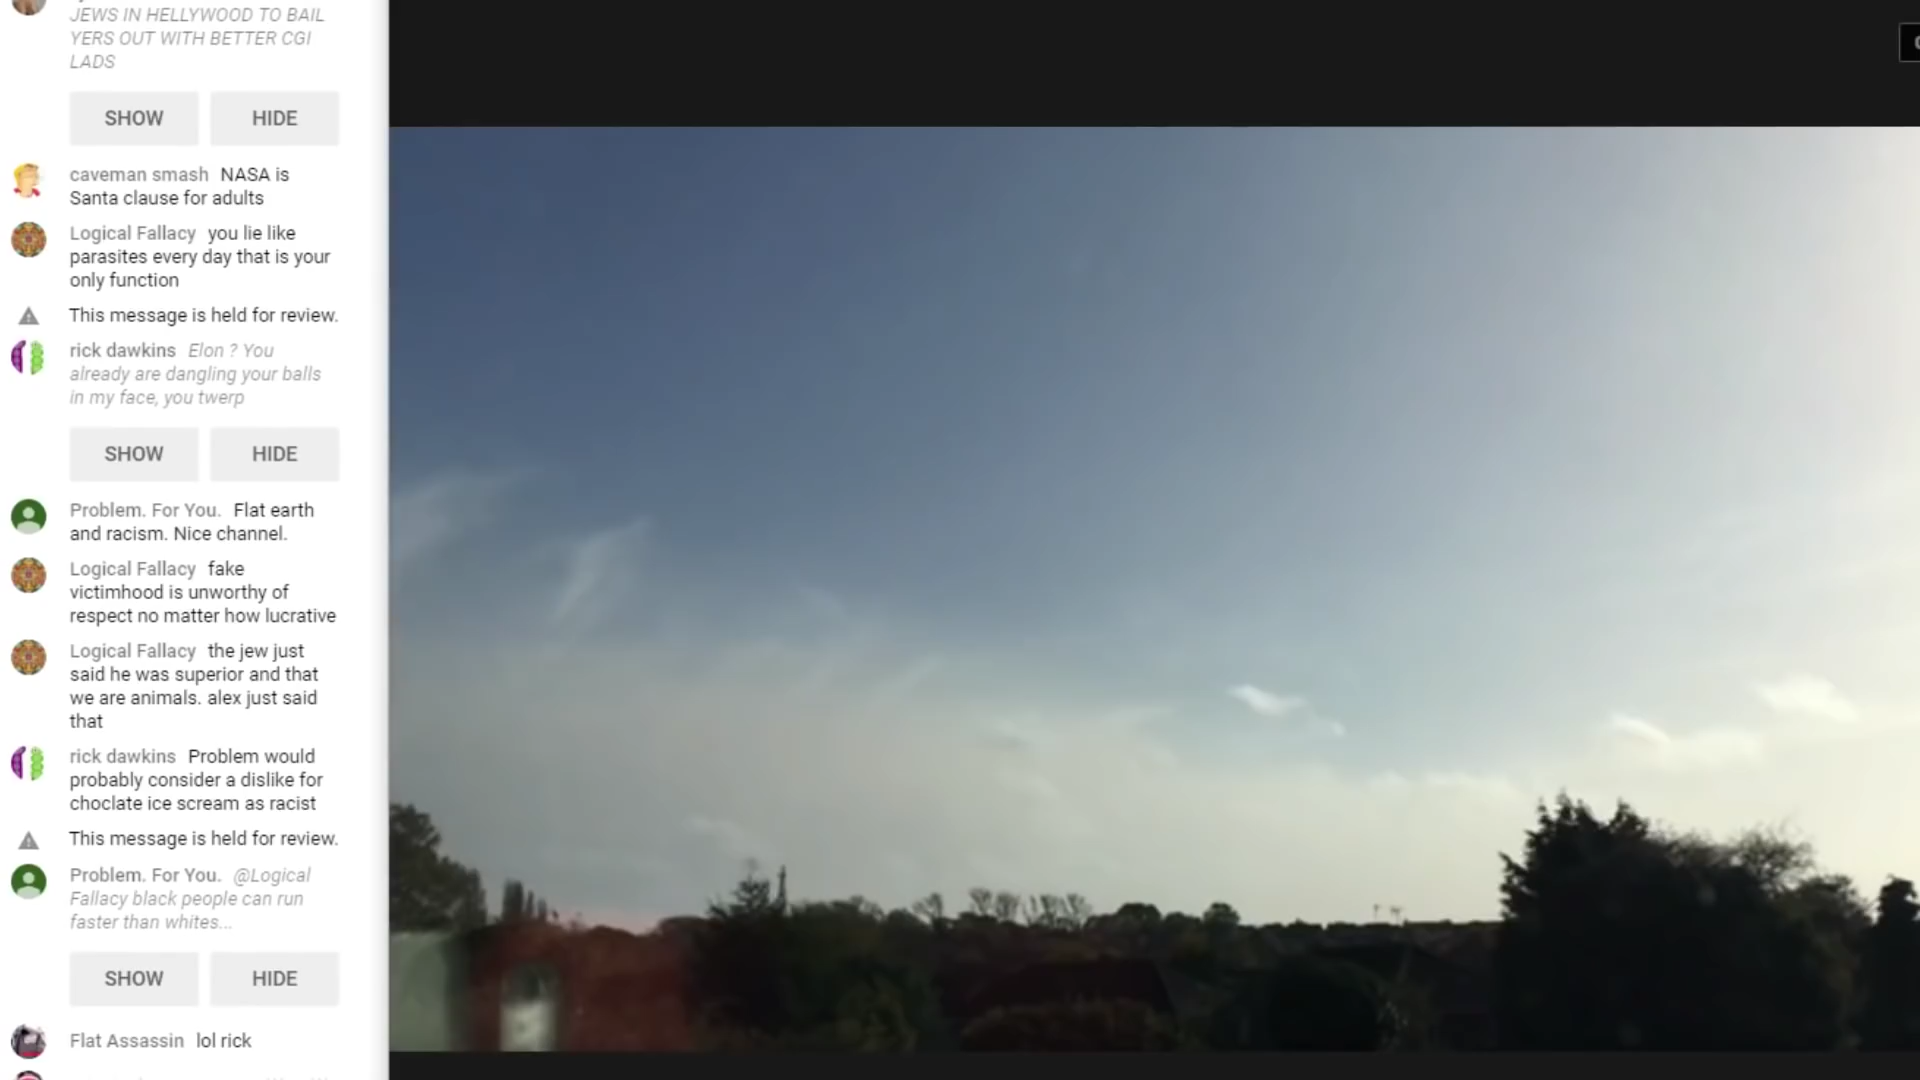 JEWS IN HELLYWOOD TO BAIL
YERS OUT WITH BETTER CGI
LADS
SHOW HIDE
caveman smash NASA is
Santa clause for adults
Logical Fallacy you lie like
parasites every day that is your
only function
This message is held for review.
rick dawkins Elon ? You
already are dangling your balls
in my face, you twerp
SHOW HIDE
Problem. For You. Flat earth
and racism. Nice channel.
Logical Fallacy fake
victimhood is unworthy of
respect no matter how lucrative
Logical Fallacy the jew just
said he was superior and that
we are animals. alex just said
that
rick dawkins Problem would
probably consider a dislike for
choclate ice scream as racist
This message is held for review.
Problem. For You. @Logical
Fallacy black people can run
faster than whites...
SHOW HIDE
Flat Assassin lol rick